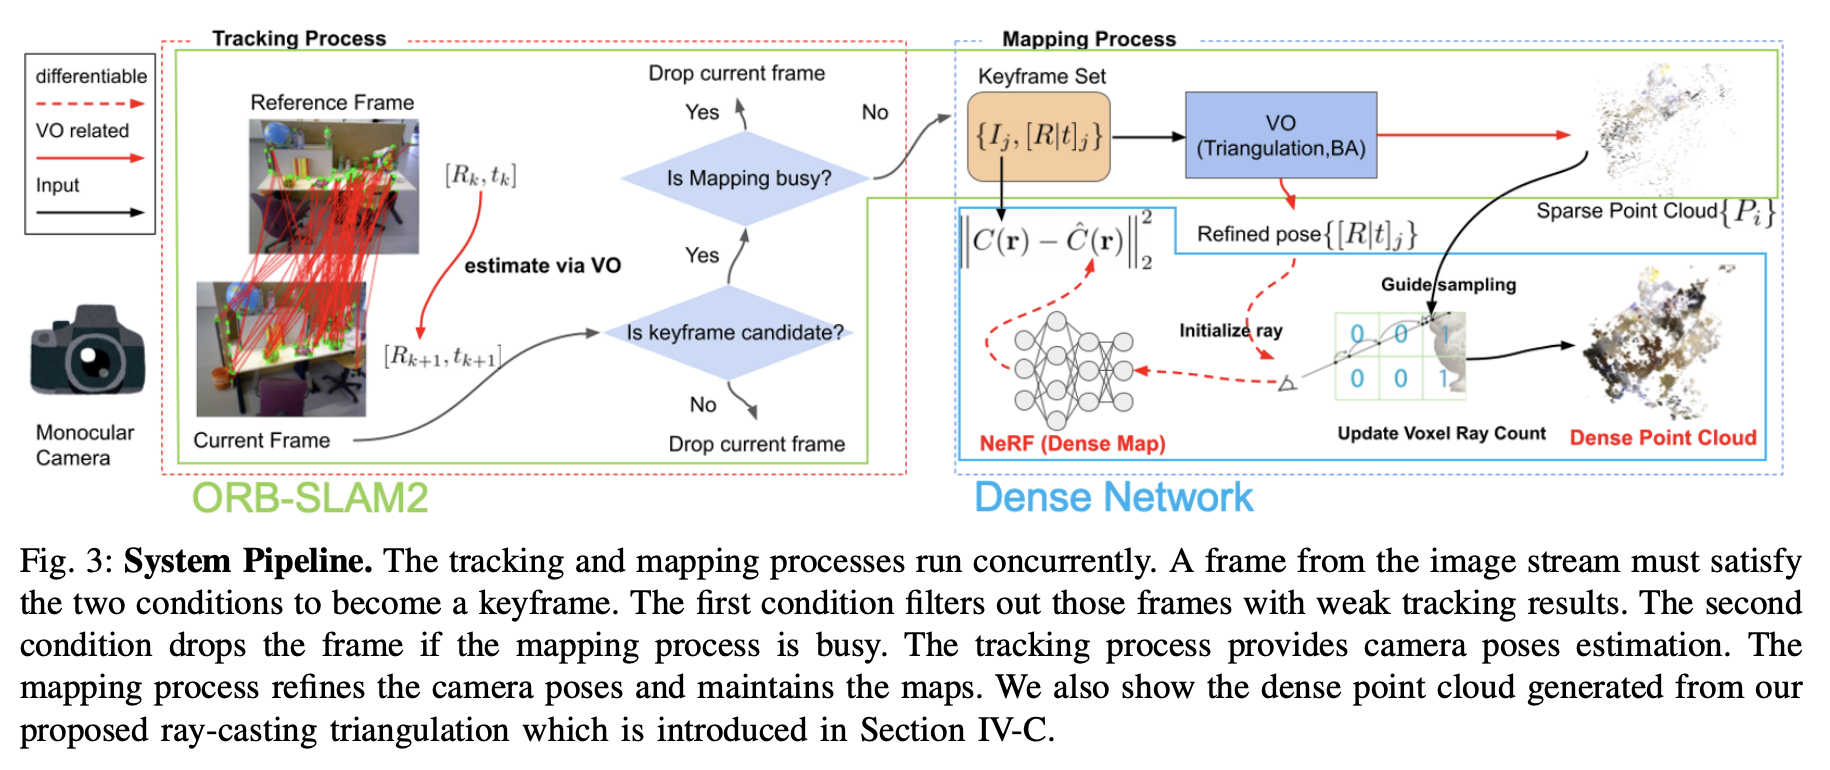 Tracking Process
Mapping Process
differentiable
VO related
Input
Monocular
Camera
Reference Frame
[R_k, t_k]
estimate via VO
[R_{k+1}, t_{k+1}]
Current Frame
Drop current frame
Yes
No
Is Mapping busy?
Yes
Is keyframe candidate?
No
Drop current frame
Keyframe Set
{I_j, [R|t]_j}
VO
(Triangulation,BA)
Sparse Point Cloud{P_i}
‖C(r) − Ĉ(r)‖_2^2
Refined pose{[R|t]_j}
Guide sampling
Initialize ray
0 0 1
0 0 1
NeRF (Dense Map)
Update Voxel Ray Count
Dense Point Cloud
ORB-SLAM2
Dense Network
Fig. 3: System Pipeline. The tracking and mapping processes run concurrently. A frame from the image stream must satisfy
the two conditions to become a keyframe. The first condition filters out those frames with weak tracking results. The second
condition drops the frame if the mapping process is busy. The tracking process provides camera poses estimation. The
mapping process refines the camera poses and maintains the maps. We also show the dense point cloud generated from our
proposed ray-casting triangulation which is introduced in Section IV-C.